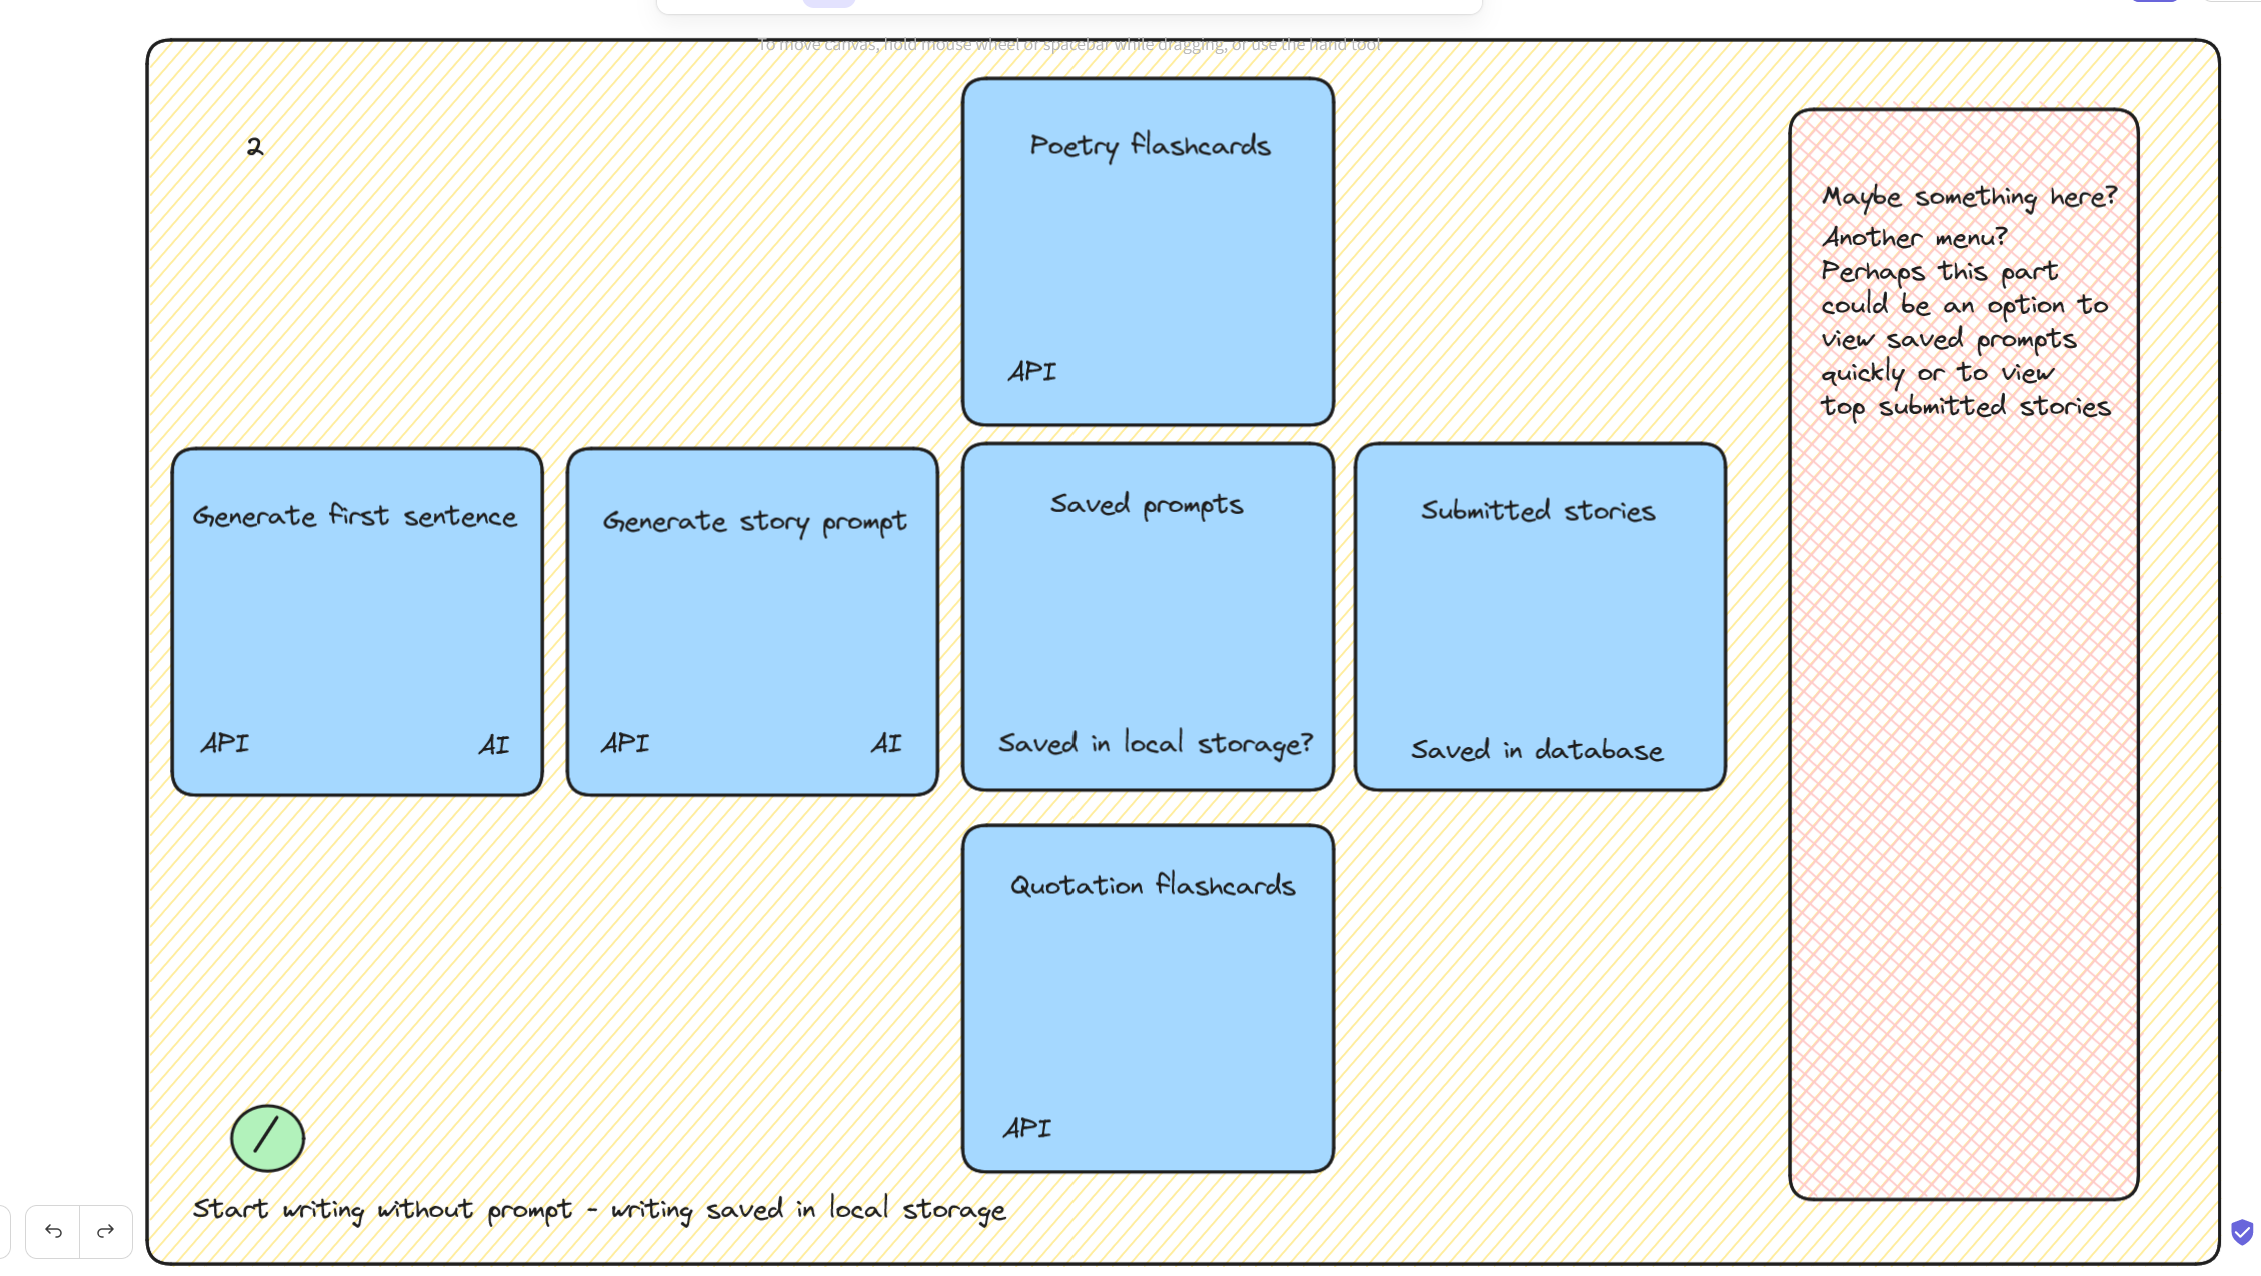 To move canvas, hold mouse wheel or spacebar while dragging, or use the hand tool
2
Poetry flashcards
API
Maybe something here?
Another menu?
Perhaps this part
could be an option to
view saved prompts
quickly or to view
top submitted stories
Generate first sentence
API
AI
Generate story prompt
API
AI
Saved prompts
Saved in local storage?
Submitted stories
Saved in database
Quotation flashcards
API
Start writing without prompt - writing saved in local storage